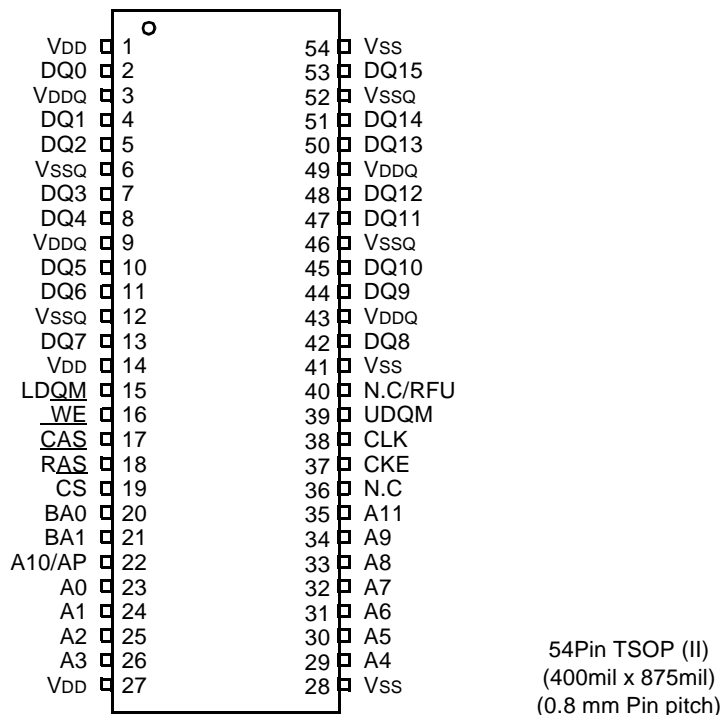 VDD 1 54 VSS
DQ0 2 53 DQ15
VDDQ 3 52 VSSQ
DQ1 4 51 DQ14
DQ2 5 50 DQ13
VSSQ 6 49 VDDQ
DQ3 7 48 DQ12
DQ4 8 47 DQ11
VDDQ 9 46 VSSQ
DQ5 10 45 DQ10
DQ6 11 44 DQ9
VSSQ 12 43 VDDQ
DQ7 13 42 DQ8
VDD 14 41 VSS
LDQM 15 40 N.C/RFU
WE 16 39 UDQM
CAS 17 38 CLK
RAS 18 37 CKE
CS 19 36 N.C
BA0 20 35 A11
BA1 21 34 A9
A10/AP 22 33 A8
A0 23 32 A7
A1 24 31 A6
A2 25 30 A5
A3 26 29 A4
VDD 27 28 VSS
54Pin TSOP (II)
(400mil x 875mil)
(0.8 mm Pin pitch)